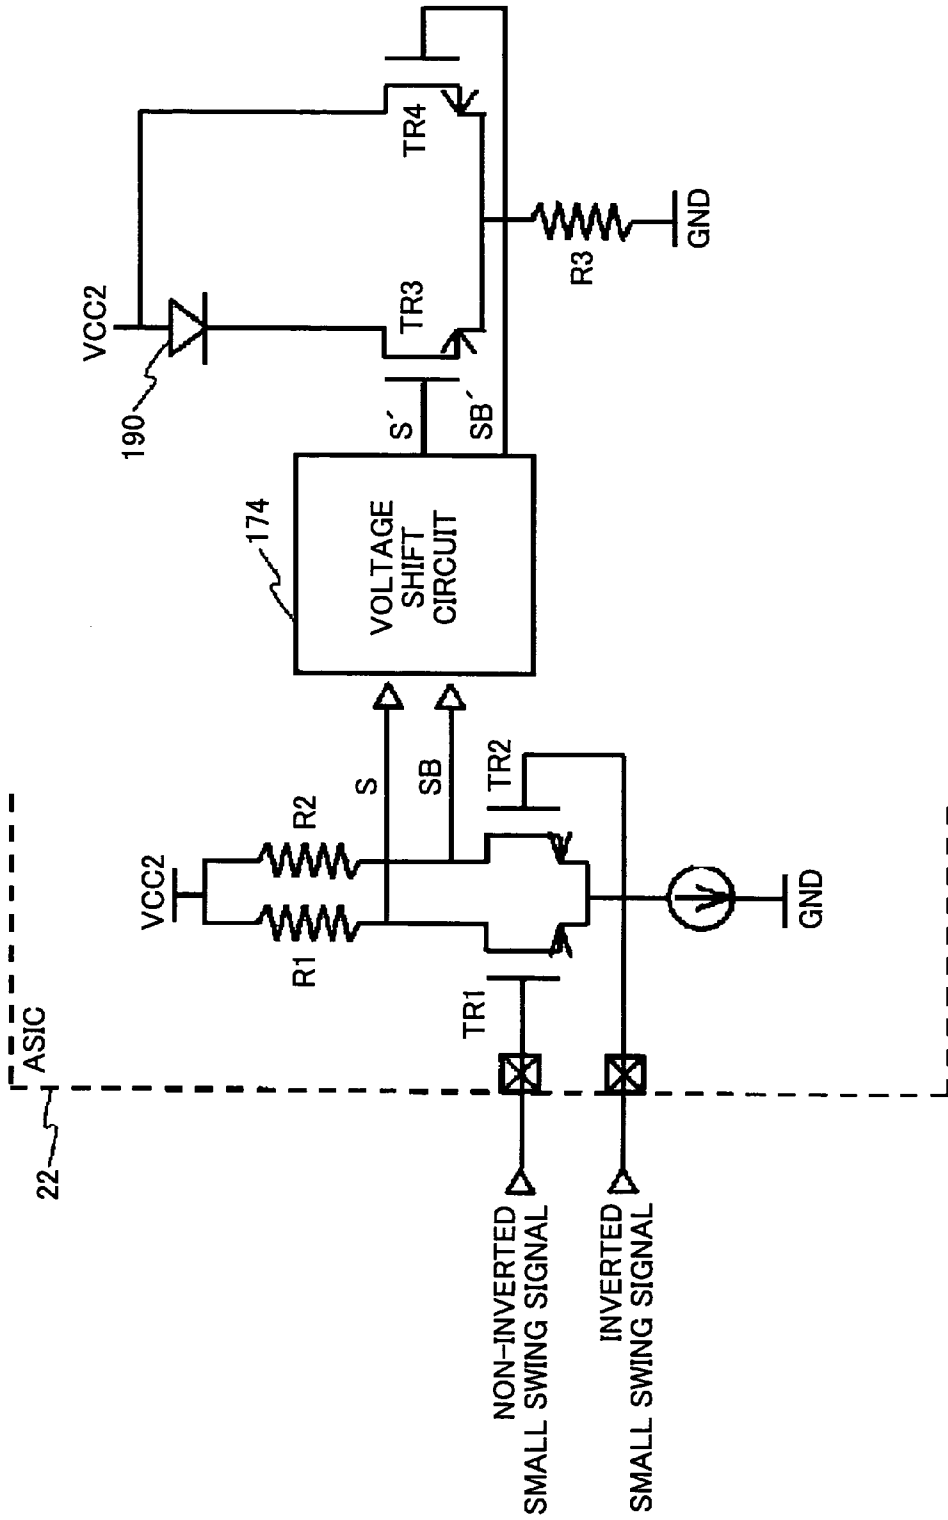 22
ASIC
NON-INVERTED
SMALL SWING SIGNAL
INVERTED
SMALL SWING SIGNAL
VCC2
R1
R2
S
SB
TR1
TR2
GND
174
VOLTAGE
SHIFT
CIRCUIT
S´
SB´
190
VCC2
TR3
TR4
R3
GND